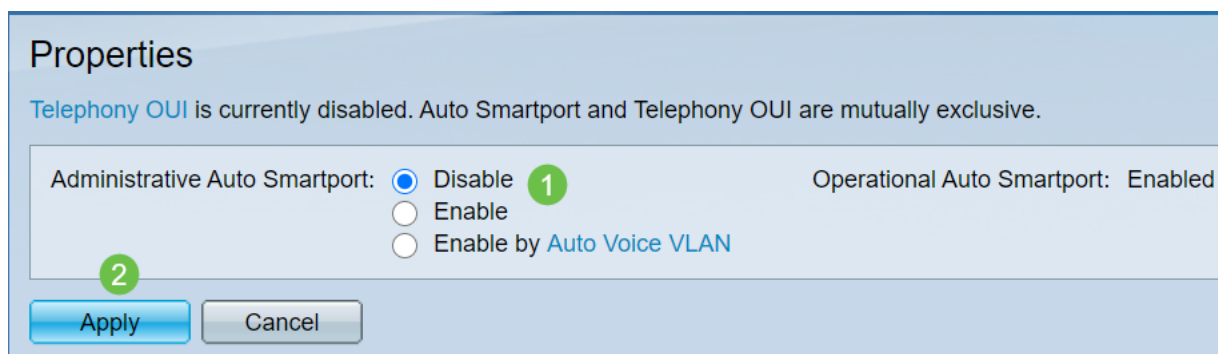 Properties
Telephony OUI is currently disabled. Auto Smartport and Telephony OUI are mutually exclusive.
Administrative Auto Smartport: Disable 1 Operational Auto Smartport: Enabled
Enable
Enable by Auto Voice VLAN
2
Apply Cancel